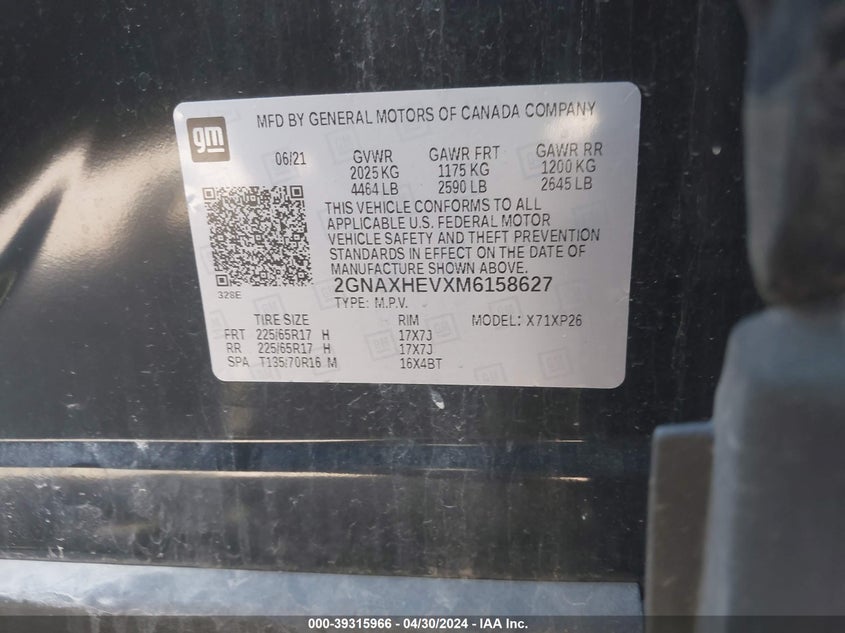 gm
MFD BY GENERAL MOTORS OF CANADA COMPANY
06/21 GVWR GAWR FRT GAWR RR
2025 KG 1175 KG 1200 KG
4464 LB 2590 LB 2645 LB
THIS VEHICLE CONFORMS TO ALL
APPLICABLE U.S. FEDERAL MOTOR
VEHICLE SAFETY AND THEFT PREVENTION
STANDARDS IN EFFECT ON THE DATE OF
MANUFACTURE SHOWN ABOVE.
328E
2GNAXHEVXM6158627
TYPE: M.P.V.
TIRE SIZE RIM MODEL: X71XP26
FRT 225/65R17 H 17X7J
RR 225/65R17 H 17X7J
SPA T135/70R16 M 16X4BT
000-39315966 - 04/30/2024 - IAA Inc.